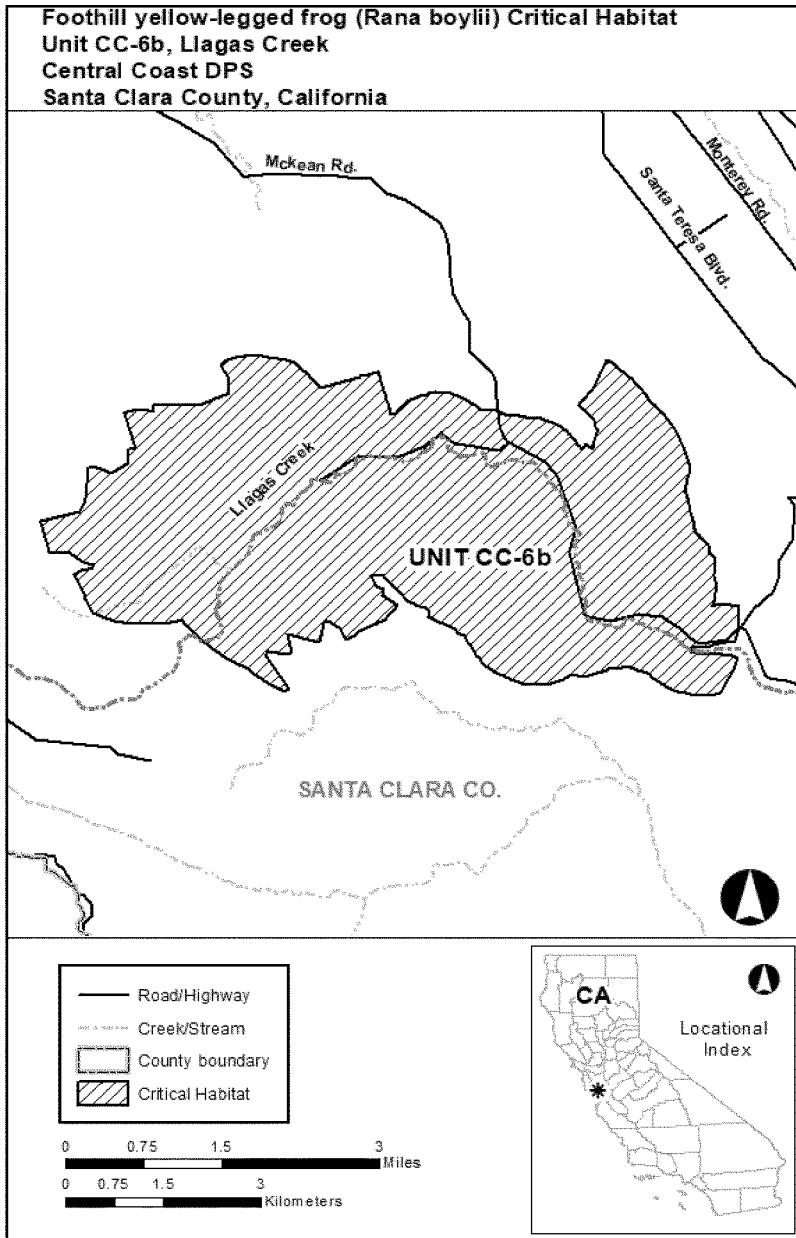 Foothill yellow-legged frog (Rana boylii) Critical Habitat
Unit CC-6b, Llagas Creek
Central Coast DPS
Santa Clara County, California
Mckean Rd.
Monterey Rd.
Santa Teresa Blvd.
Llagas Creek
UNIT CC-6b
SANTA CLARA CO.
Road/Highway
Creek/Stream
County boundary
Critical Habitat
0 0.75 1.5 3
Miles
0 0.75 1.5 3
Kilometers
CA
Locational
Index